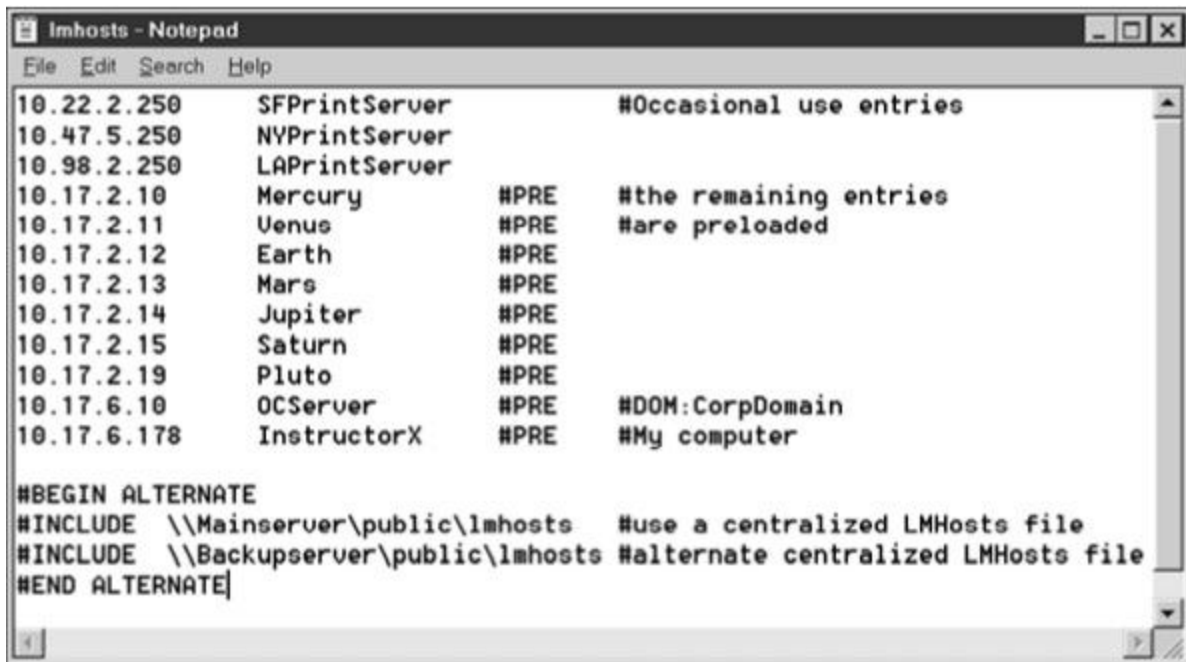 lmhosts - Notepad
File Edit Search Help
10.22.2.250 SFPrintServer #Occasional use entries
10.47.5.250 NYPrintServer
10.98.2.250 LAPrintServer
10.17.2.10 Mercury #PRE #the remaining entries
10.17.2.11 Venus #PRE #are preloaded
10.17.2.12 Earth #PRE
10.17.2.13 Mars #PRE
10.17.2.14 Jupiter #PRE
10.17.2.15 Saturn #PRE
10.17.2.19 Pluto #PRE
10.17.6.10 OCServer #PRE #DOM:CorpDomain
10.17.6.178 InstructorX #PRE #My computer
#BEGIN ALTERNATE
#INCLUDE \\Mainserver\public\lmhosts #use a centralized LMHosts file
#INCLUDE \\Backupserver\public\lmhosts #alternate centralized LMHosts file
#END ALTERNATE